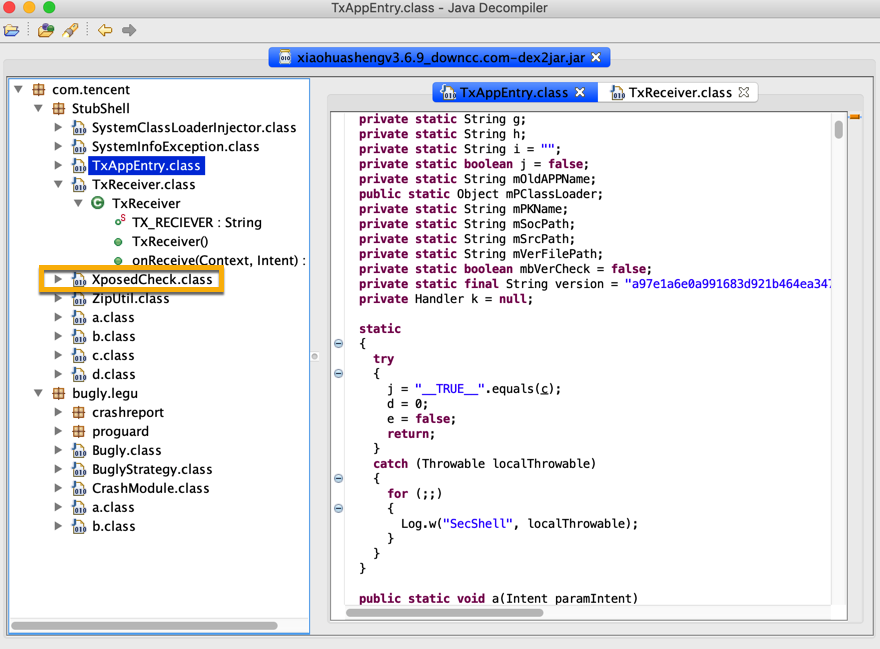 TxAppEntry.class - Java Decompiler
xiaohuashengv3.6.9_downcc.com-dex2jar.jar
com.tencent
StubShell
SystemClassLoaderInjector.class
SystemInfoException.class
TxAppEntry.class
TxReceiver.class
TxReceiver
TX_RECIEVER : String
TxReceiver()
onReceive(Context, Intent) :
XposedCheck.class
ZipUtil.class
a.class
b.class
c.class
d.class
bugly.legu
crashreport
proguard
Bugly.class
BuglyStrategy.class
CrashModule.class
a.class
b.class
TxAppEntry.class
TxReceiver.class
private static String g;
private static String h;
private static String i = "";
private static boolean j = false;
private static String mOldAPPName;
public static Object mPClassLoader;
private static String mPKName;
private static String mSocPath;
private static String mSrcPath;
private static String mVerFilePath;
private static boolean mbVerCheck = false;
private static final String version = "a97e1a6e0a991683d921b464ea347
private Handler k = null;
static
{
try
{
j = "__TRUE__".equals(c);
d = 0;
e = false;
return;
}
catch (Throwable localThrowable)
{
for (;;)
{
Log.w("SecShell", localThrowable);
}
}
}
public static void a(Intent paramIntent)